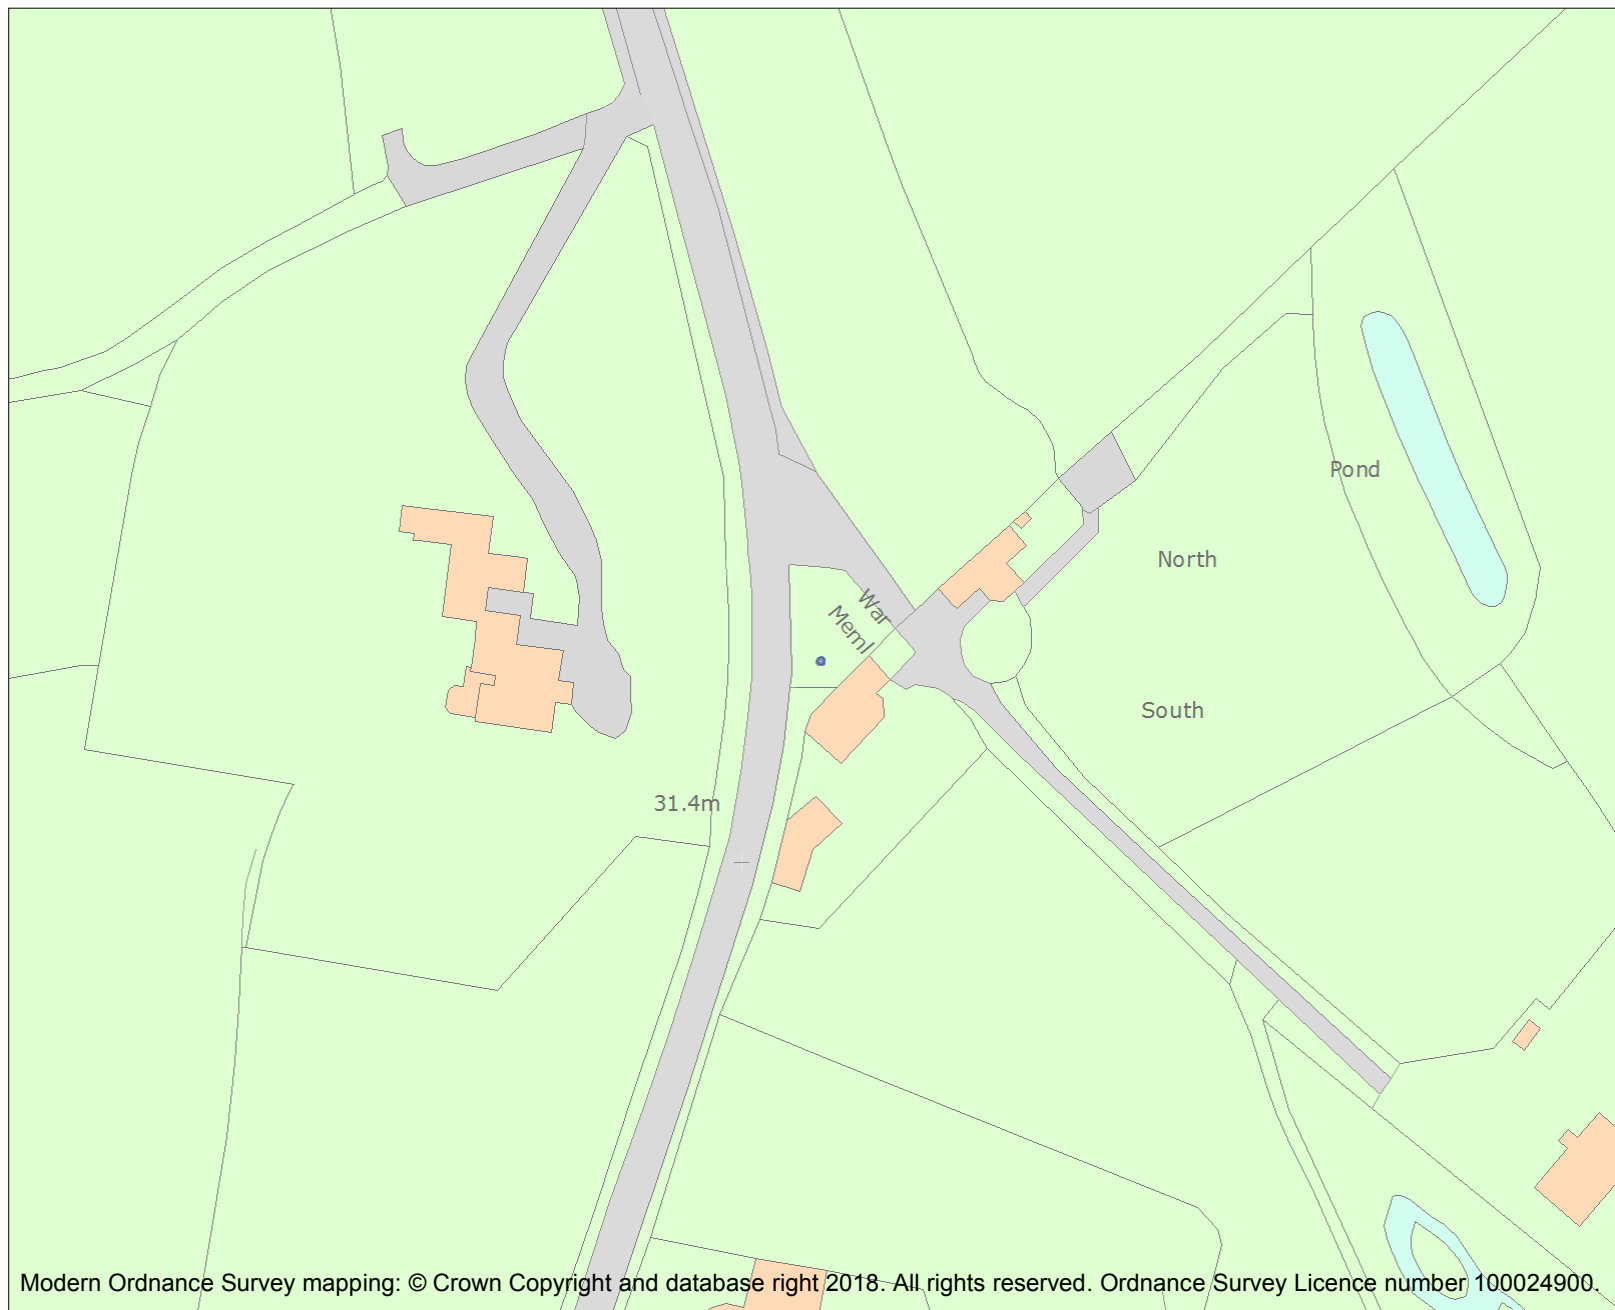 Pond
North
War
Meml
South
31.4m
Modern Ordnance Survey mapping: © Crown Copyright and database right 2018. All rights reserved. Ordnance Survey Licence number 100024900.